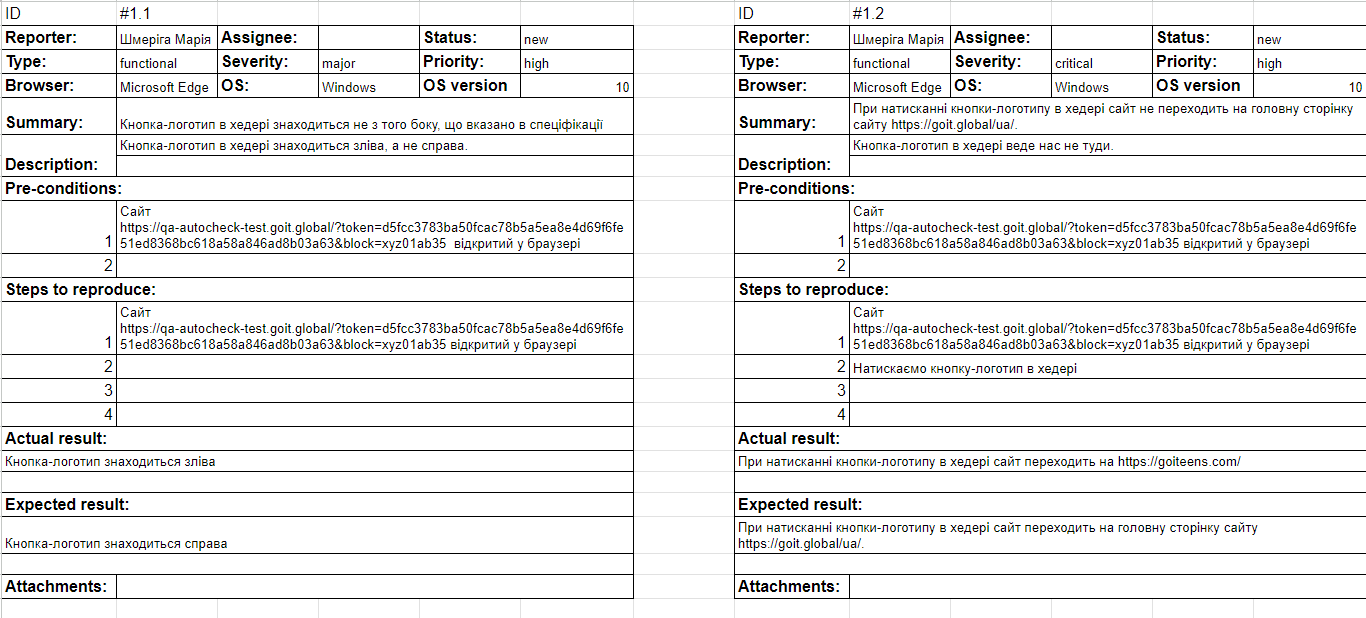 ID #1.1
Reporter: Шмеріга Марія Assignee: Status: new
Type: functional Severity: major Priority: high
Browser: Microsoft Edge OS: Windows OS version 10
Summary: Кнопка-логотип в хедері знаходиться не з того боку, що вказано в специфікації
Description: Кнопка-логотип в хедері знаходиться зліва, а не справа.
Pre-conditions:
1 Сайт
https://qa-autocheck-test.goit.global/?token=d5fcc3783ba50fcac78b5a5ea8e4d69f6fe
51ed8368bc618a58a846ad8b03a63&block=xyz01ab35 відкритий у браузері
2
Steps to reproduce:
1 Сайт
https://qa-autocheck-test.goit.global/?token=d5fcc3783ba50fcac78b5a5ea8e4d69f6fe
51ed8368bc618a58a846ad8b03a63&block=xyz01ab35 відкритий у браузері
2
3
4
Actual result:
Кнопка-логотип знаходиться зліва
Expected result:
Кнопка-логотип знаходиться справа
Attachments:
ID #1.2
Reporter: Шмеріга Марія Assignee: Status: new
Type: functional Severity: critical Priority: high
Browser: Microsoft Edge OS: Windows OS version 10
Summary: При натисканні кнопки-логотипу в хедері сайт не переходить на головну сторінку
сайту https://goit.global/ua/.
Description: Кнопка-логотип в хедері веде нас не туди.
Pre-conditions:
1 Сайт
https://qa-autocheck-test.goit.global/?token=d5fcc3783ba50fcac78b5a5ea8e4d69f6fe
51ed8368bc618a58a846ad8b03a63&block=xyz01ab35 відкритий у браузері
2
Steps to reproduce:
1 Сайт
https://qa-autocheck-test.goit.global/?token=d5fcc3783ba50fcac78b5a5ea8e4d69f6fe
51ed8368bc618a58a846ad8b03a63&block=xyz01ab35 відкритий у браузері
2 Натискаємо кнопку-логотип в хедері
3
4
Actual result:
При натисканні кнопки-логотипу в хедері сайт переходить на https://goiteens.com/
Expected result:
При натисканні кнопки-логотипу в хедері сайт переходить на головну сторінку сайту
https://goit.global/ua/.
Attachments: